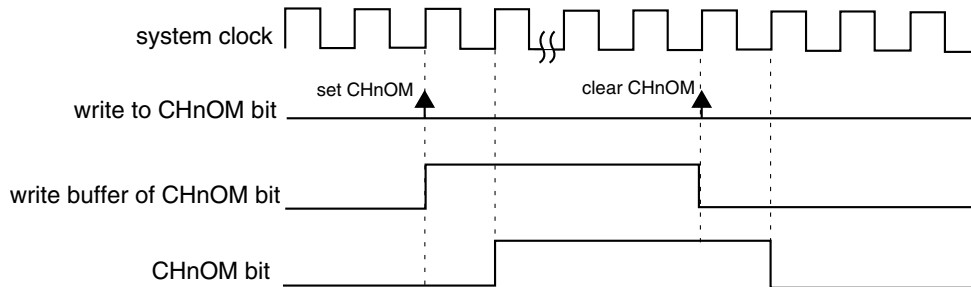 system clock
set CHnOM
clear CHnOM
write to CHnOM bit
write buffer of CHnOM bit
CHnOM bit